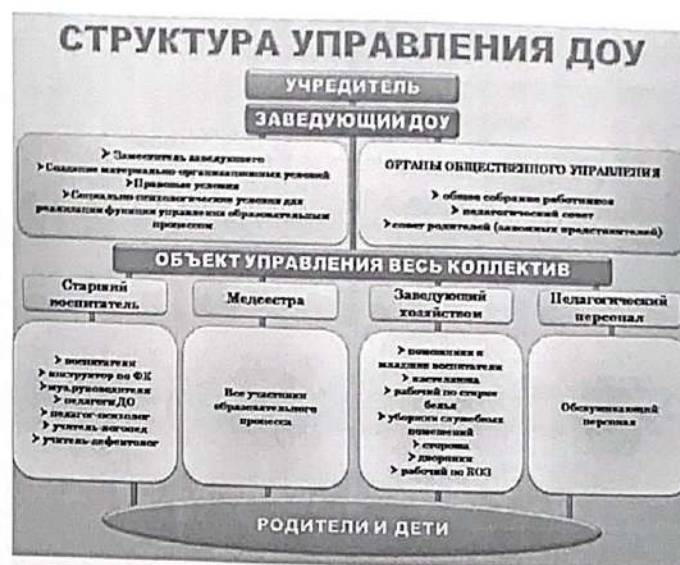 СТРУКТУРА УПРАВЛЕНИЯ ДОУ
УЧРЕДИТЕЛЬ
ЗАВЕДУЮЩИЙ ДОУ
➤ Заместитель заведующего
➤ Создание материально-организационных условий
➤ Правовые условия
➤ Социально-психологические условия для
реализации функции управления образовательным
процессом
ОРГАНЫ ОБЩЕСТВЕННОГО УПРАВЛЕНИЯ
➤ общее собрание работников
➤ педагогический совет
➤ совет родителей (законных представителей)
ОБЪЕКТ УПРАВЛЕНИЯ ВЕСЬ КОЛЛЕКТИВ
Старший
воспитатель
Медсестра
Заведующий
хозяйством
Педагогический
персонал
➤ воспитатели
➤ инструктор по ФК
➤ муз.руководители
➤ педагоги ДО
➤ педагог-психолог
➤ учитель-логопед
➤ учитель-дефектолог
Все участники
образовательного
процесса
➤ помощники и
младшие воспитатели
➤ кастелянша
➤ рабочий по стирке
белья
➤ уборщик служебных
помещений
➤ сторожа
➤ дворники
➤ рабочий по КОЗ
Обслуживающий
персонал
РОДИТЕЛИ И ДЕТИ